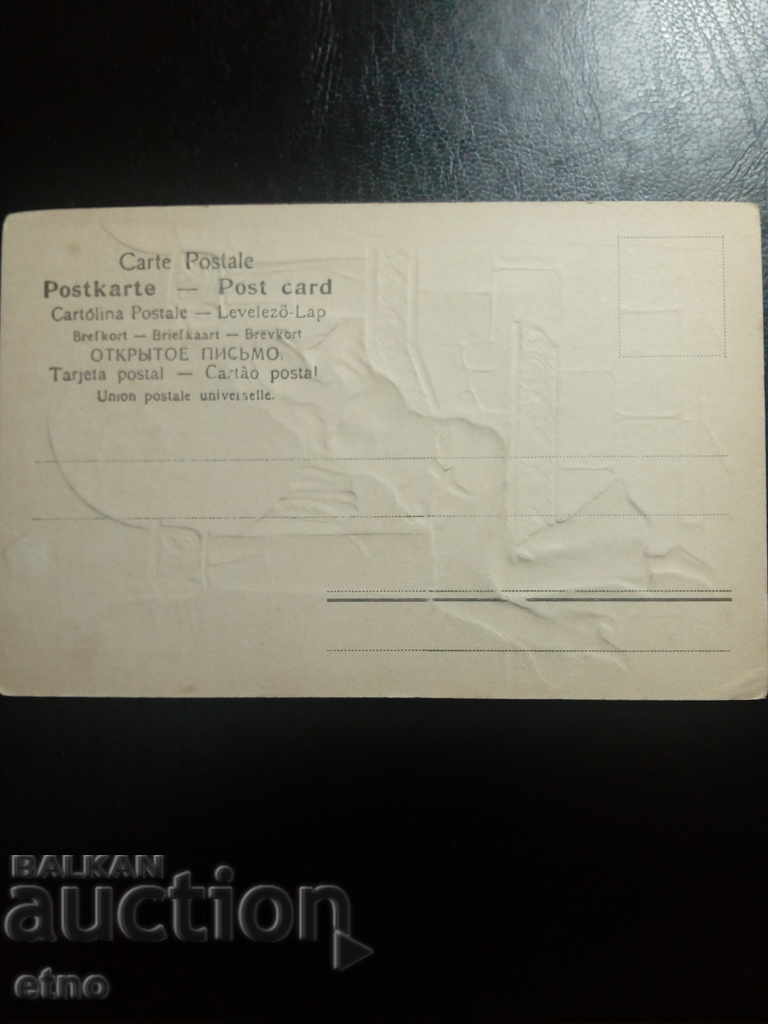 Carte Postale
Postkarte — Post card
Cartolina Postale — Levelező-Lap
Brefkort — Briefkaart — Brevkort
ОТКРЫТОЕ ПИСЬМО.
Tarjeta postal — Cartão postal
Union postale universelle.
BALKAN
auction
etno